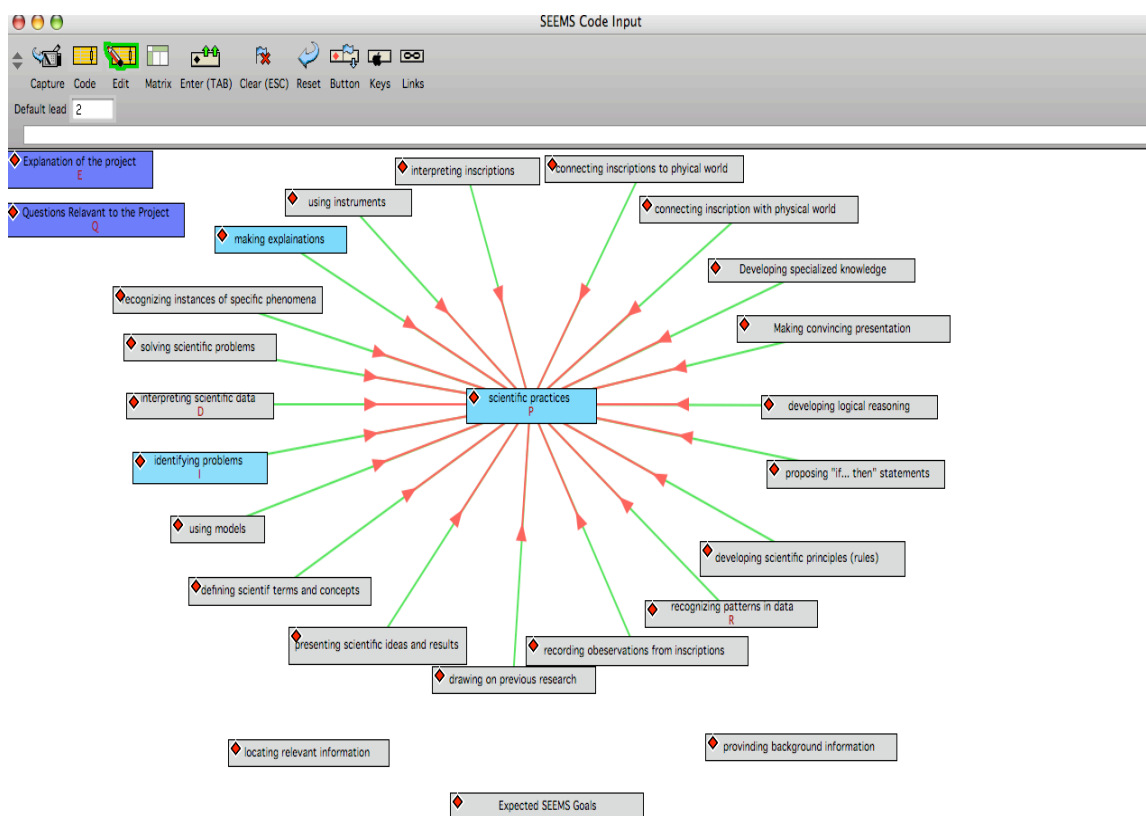 SEEMS Code Input
Capture Code Edit Matrix Enter (TAB) Clear (ESC) Reset Button Keys Links
Default lead 2
Explanation of the project
E
Questions Relavant to the Project
Q
interpreting inscriptions
connecting inscriptions to phyical world
using instruments
connecting inscription with physical world
making explainations
Developing specialized knowledge
recognizing instances of specific phenomena
Making convincing presentation
solving scientific problems
interpreting scientific data
D
scientific practices
P
developing logical reasoning
identifying problems
I
proposing "if... then" statements
using models
developing scientific principles (rules)
defining scientif terms and concepts
recognizing patterns in data
R
presenting scientific ideas and results
recording obeservations from inscriptions
drawing on previous research
locating relevant information
provinding background information
Expected SEEMS Goals